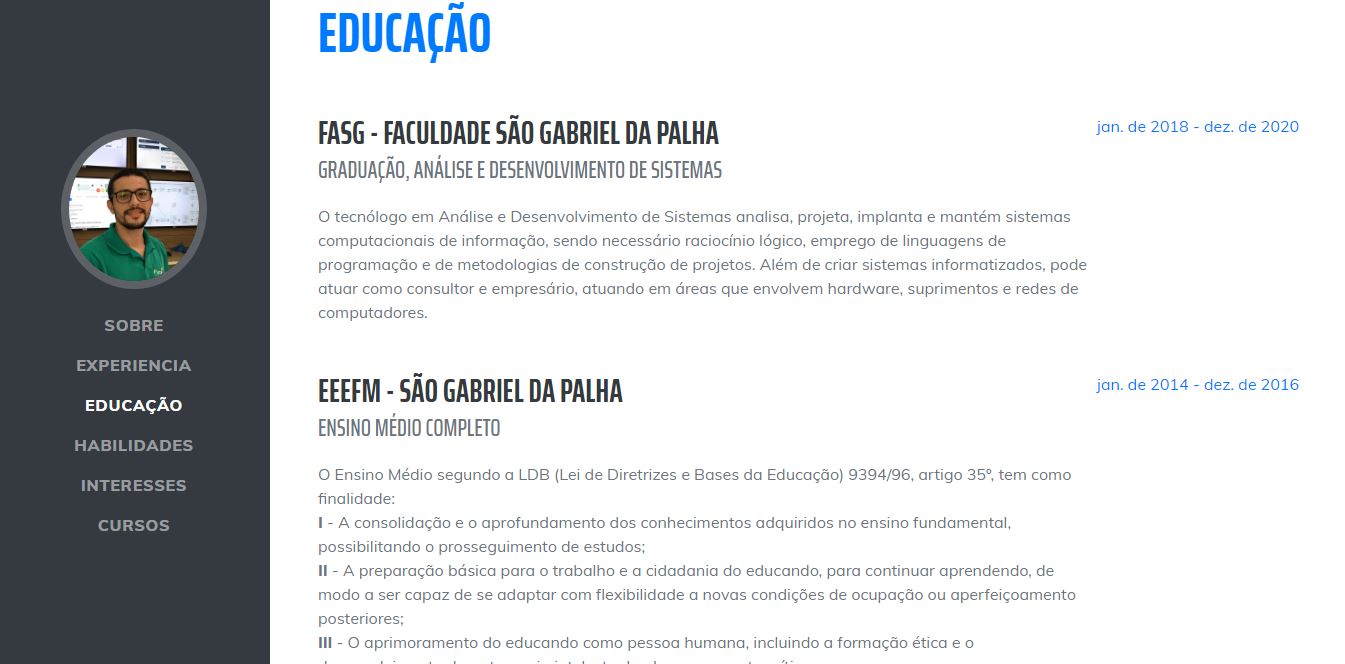 EDUCAÇÃO
FASG - FACULDADE SÃO GABRIEL DA PALHA
jan. de 2018 - dez. de 2020
GRADUAÇÃO, ANÁLISE E DESENVOLVIMENTO DE SISTEMAS
O tecnólogo em Análise e Desenvolvimento de Sistemas analisa, projeta, implanta e mantém sistemas
computacionais de informação, sendo necessário raciocínio lógico, emprego de linguagens de
programação e de metodologias de construção de projetos. Além de criar sistemas informatizados, pode
atuar como consultor e empresário, atuando em áreas que envolvem hardware, suprimentos e redes de
computadores.
SOBRE
EXPERIENCIA
EDUCAÇÃO
HABILIDADES
INTERESSES
CURSOS
EEEFM - SÃO GABRIEL DA PALHA
jan. de 2014 - dez. de 2016
ENSINO MÉDIO COMPLETO
O Ensino Médio segundo a LDB (Lei de Diretrizes e Bases da Educação) 9394/96, artigo 35º, tem como
finalidade:
I - A consolidação e o aprofundamento dos conhecimentos adquiridos no ensino fundamental,
possibilitando o prosseguimento de estudos;
II - A preparação básica para o trabalho e a cidadania do educando, para continuar aprendendo, de
modo a ser capaz de se adaptar com flexibilidade a novas condições de ocupação ou aperfeiçoamento
posteriores;
III - O aprimoramento do educando como pessoa humana, incluindo a formação ética e o